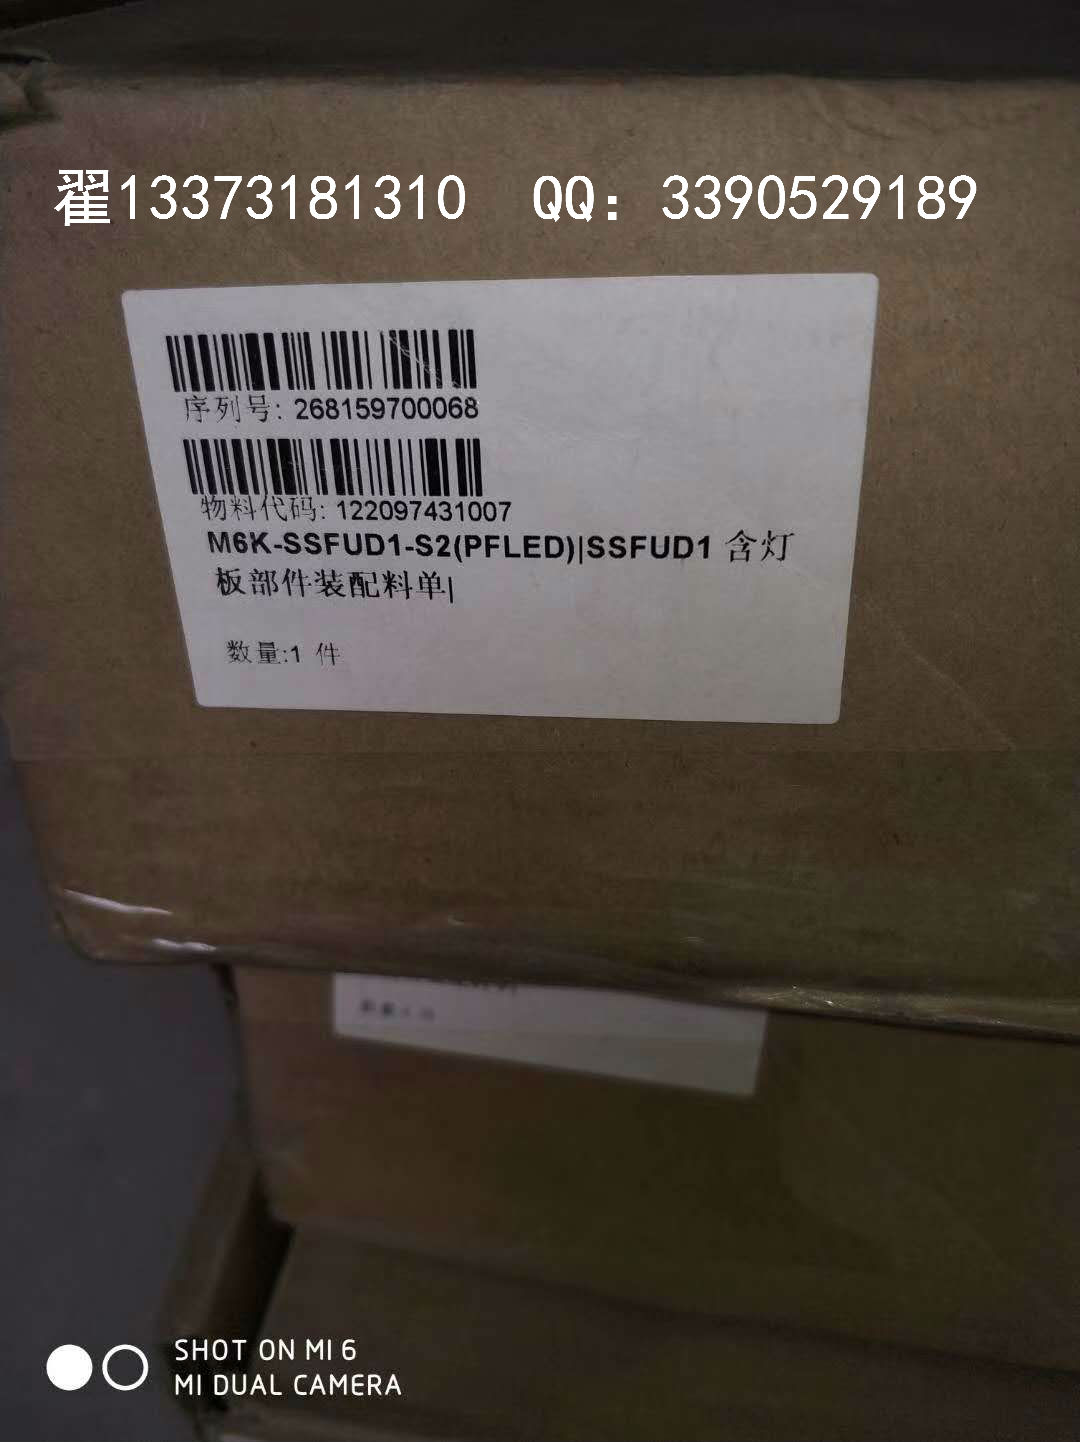 翟13373181310 QQ：3390529189
序列号: 268159700068
物料代码: 122097431007
M6K-SSFUD1-S2(PFLED)|SSFUD1 含灯
板部件装配料单|
数量:1 件
SHOT ON MI 6
MI DUAL CAMERA